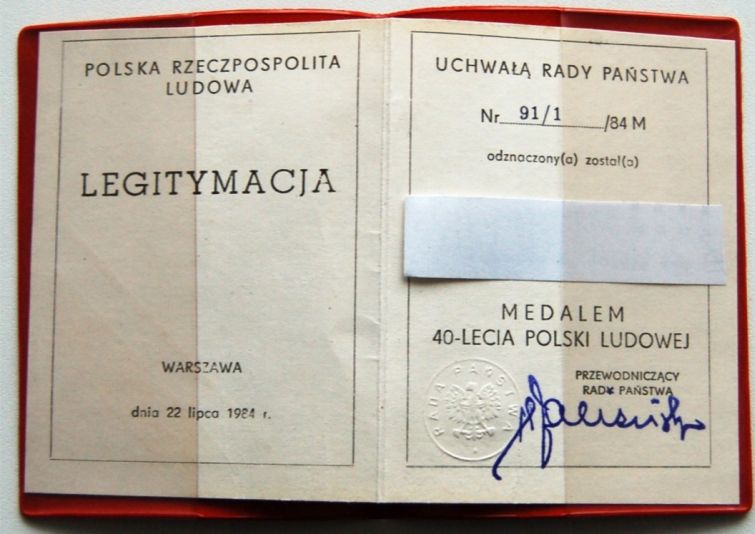 POLSKA RZECZPOSPOLITA
LUDOWA
LEGITYMACJA
WARSZAWA
dnia 22 lipca 1984 r.
UCHWAŁĄ RADY PAŃSTWA
Nr 91/1 /84 M
odznaczony(a) został(a)
MEDALEM
40-LECIA POLSKI LUDOWEJ
PRZEWODNICZĄCY
RADY PAŃSTWA
RADA PAŃSTWA